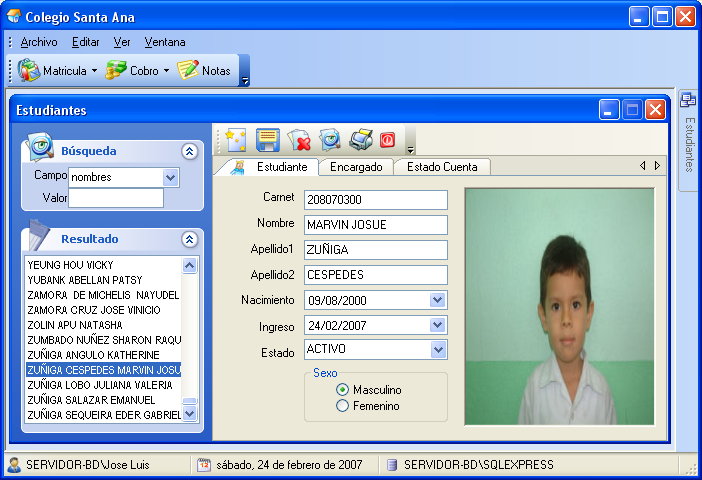 Colegio Santa Ana
Archivo Editar Ver Ventana
Matricula Cobro Notas
Estudiantes
Estudiantes
Búsqueda
Campo nombres
Valor
Resultado
YEUNG HOU VICKY
YUBANK ABELLAN PATSY
ZAMORA DE MICHELIS NAYUDEL
ZAMORA CRUZ JOSE VINICIO
ZOLIN APU NATASHA
ZUMBADO NUÑEZ SHARON RAQU
ZUÑIGA ANGULO KATHERINE
ZUÑIGA CESPEDES MARVIN JOSU
ZUÑIGA LOBO JULIANA VALERIA
ZUÑIGA SALAZAR EMANUEL
ZUÑIGA SEQUEIRA EDER GABRIEL
Estudiante Encargado Estado Cuenta
Carnet 208070300
Nombre MARVIN JOSUE
Apellido1 ZUÑIGA
Apellido2 CESPEDES
Nacimiento 09/08/2000
Ingreso 24/02/2007
Estado ACTIVO
Sexo
Masculino
Femenino
SERVIDOR-BD\Jose Luis 12 sábado, 24 de febrero de 2007 SERVIDOR-BD\SQLEXPRESS